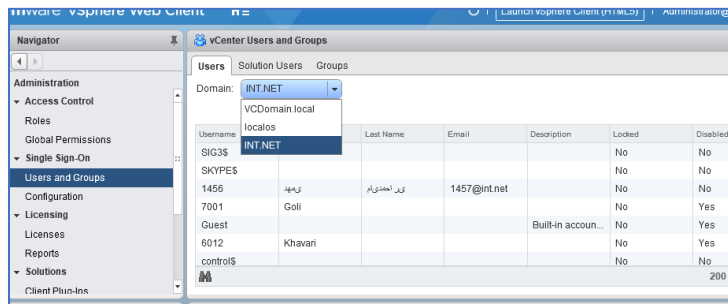 mware vSphere Web Client
Launch vSphere Client (HTML5)
Administrator@
Navigator
vCenter Users and Groups
Users Solution Users Groups
Domain: INT.NET
VCDomain.local
localos
INT.NET
Administration
Access Control
Roles
Global Permissions
Single Sign-On
Users and Groups
Configuration
Licensing
Licenses
Reports
Solutions
Client Plug-Ins
Username Last Name Email Description Locked Disabled
SIG3$ No No
SKYPE$ No No
1456 1457@int.net No No
7001 Goli No Yes
Guest Built-in accoun... No Yes
6012 Khavari No Yes
control$ No No
200